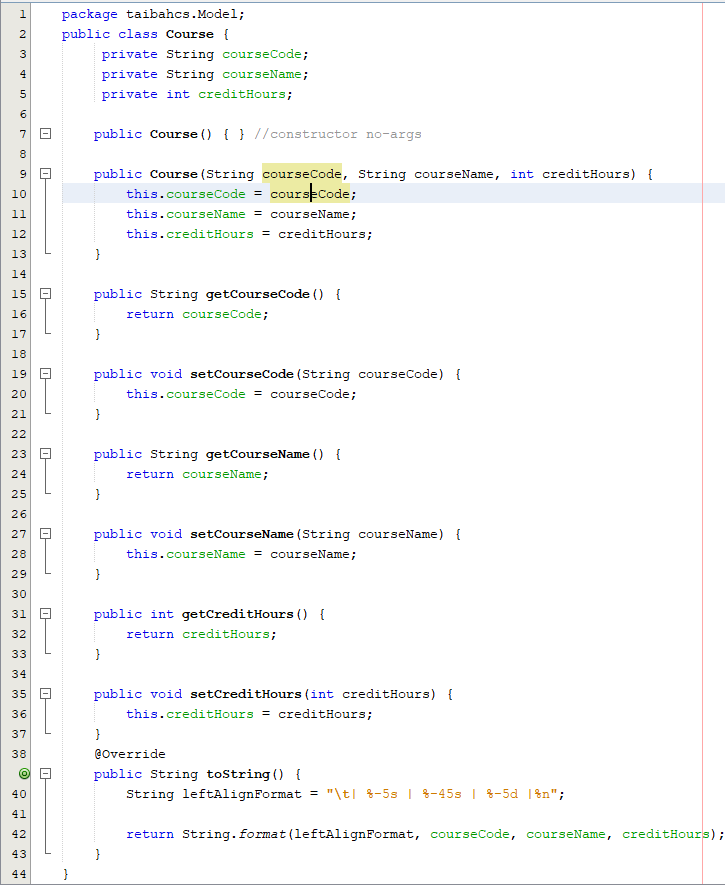 1 package taibahcs.Model;
2 public class Course {
3 private String courseCode;
4 private String courseName;
5 private int creditHours;
6
7 public Course() { } //constructor no-args
8
9 public Course(String courseCode, String courseName, int creditHours) {
10 this.courseCode = courseCode;
11 this.courseName = courseName;
12 this.creditHours = creditHours;
13 }
14
15 public String getCourseCode() {
16 return courseCode;
17 }
18
19 public void setCourseCode(String courseCode) {
20 this.courseCode = courseCode;
21 }
22
23 public String getCourseName() {
24 return courseName;
25 }
26
27 public void setCourseName(String courseName) {
28 this.courseName = courseName;
29 }
30
31 public int getCreditHours() {
32 return creditHours;
33 }
34
35 public void setCreditHours(int creditHours) {
36 this.creditHours = creditHours;
37 }
38 @Override
public String toString() {
40 String leftAlignFormat = "\t| %-5s | %-45s | %-5d |%n";
41
42 return String.format(leftAlignFormat, courseCode, courseName, creditHours);
43 }
44 }